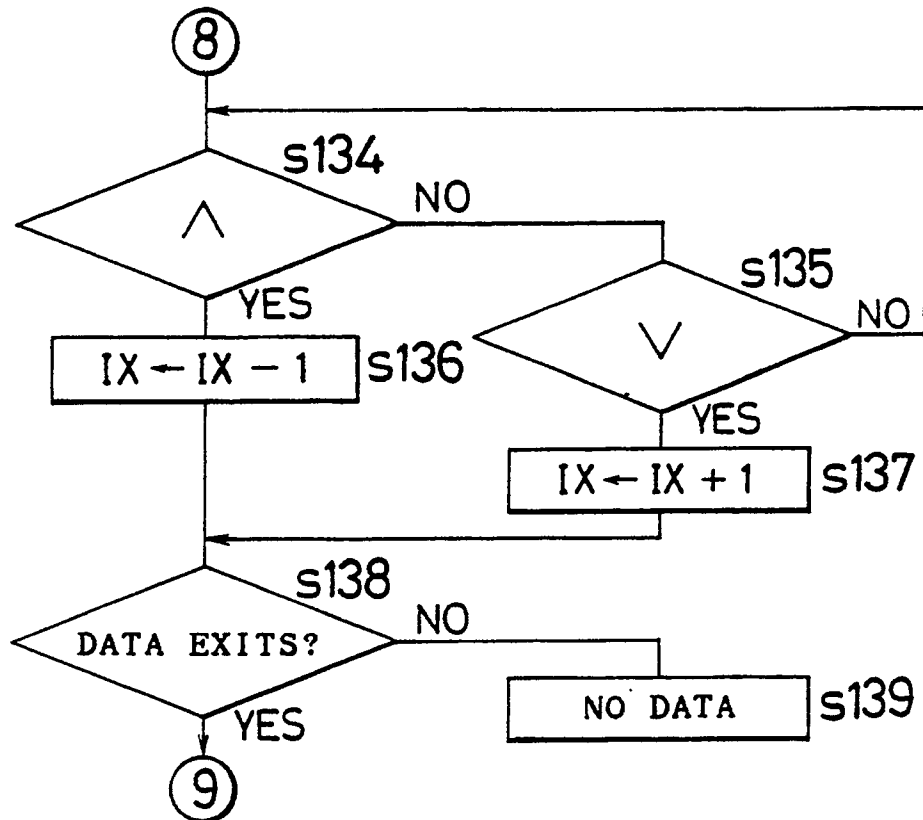 8
s134
∧
NO
YES
s135
∨
NO
YES
IX ← IX - 1
s136
IX ← IX + 1
s137
s138
DATA EXITS?
NO
YES
NO DATA
s139
9